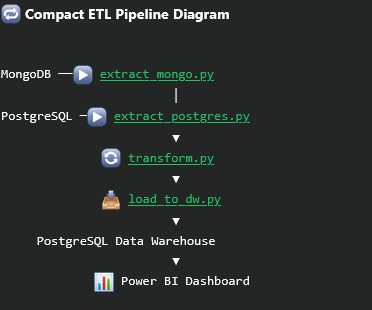 🔁 Compact ETL Pipeline Diagram
MongoDB ─▶ extract_mongo.py
│
PostgreSQL ─▶ extract_postgres.py
▼
🔄 transform.py
▼
📥 load_to_dw.py
▼
PostgreSQL Data Warehouse
▼
📊 Power BI Dashboard